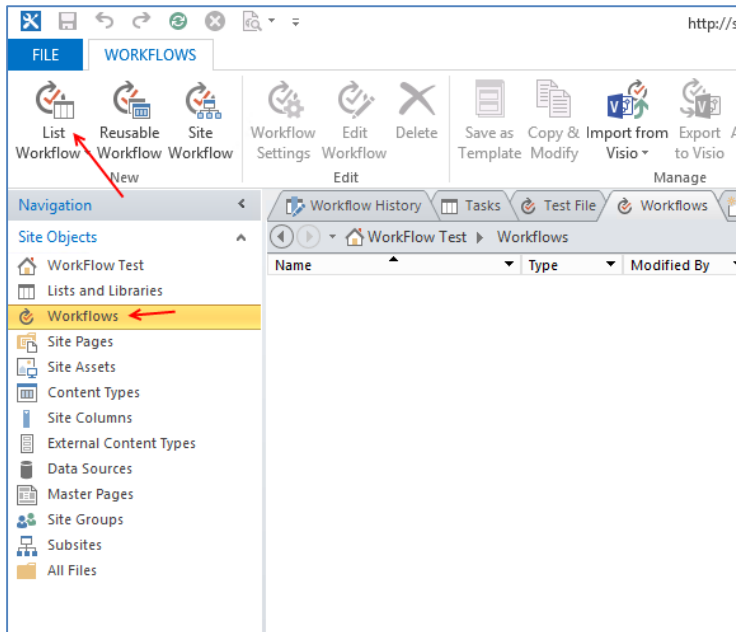 http://s
FILE WORKFLOWS
List Workflow Reusable Workflow Site Workflow Workflow Settings Edit Workflow Delete Save as Template Copy & Modify Import from Visio Export to Visio A
New Edit Manage
Navigation
Workflow History Tasks Test File Workflows
Site Objects
WorkFlow Test Workflows
Name Type Modified By
WorkFlow Test
Lists and Libraries
Workflows
Site Pages
Site Assets
Content Types
Site Columns
External Content Types
Data Sources
Master Pages
Site Groups
Subsites
All Files